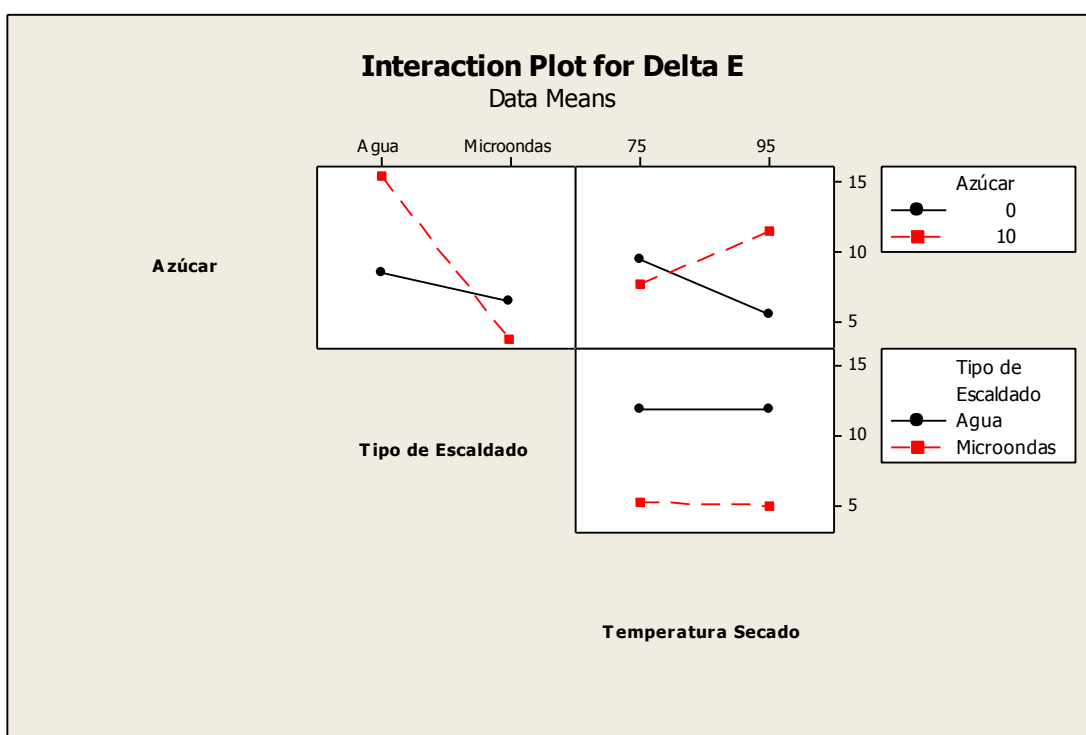 Interaction Plot for Delta E
Data Means
Agua Microondas 75 95
15
10
5
Azúcar
0
10
Azúcar
15
10
5
Tipo de
Escaldado
Agua
Microondas
Tipo de Escaldado
Temperatura Secado